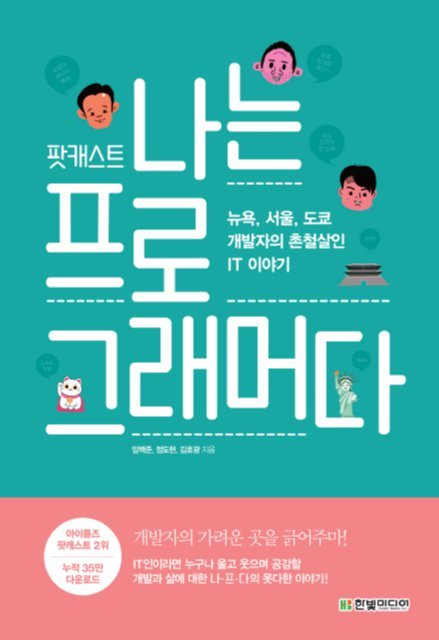 팟캐스트
나는
프로
그래머다
뉴욕, 서울, 도쿄
개발자의 촌철살인
IT 이야기
임백준, 정도현, 김호광 지음
아이튠즈
팟캐스트 2위
누적 35만
다운로드
개발자의 가려운 곳을 긁어주마!
IT인이라면 누구나 울고 웃으며 공감할
개발과 삶에 대한 나·프·다의 못다한 이야기!
한빛미디어